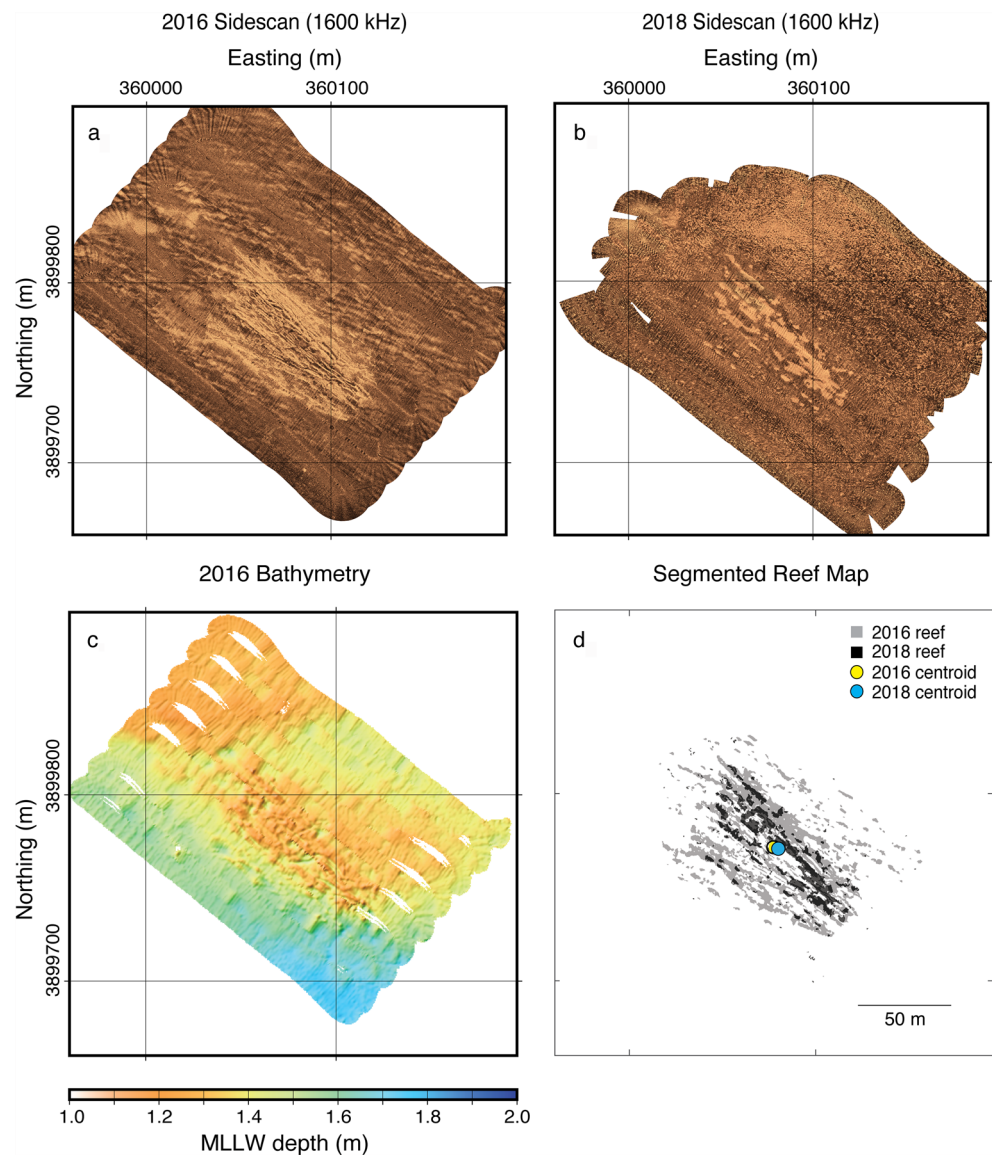 2016 Sidescan (1600 kHz)
2018 Sidescan (1600 kHz)
Easting (m)
Easting (m)
360000
360100
360000
360100
a
b
Northing (m)
3899800
3899700
2016 Bathymetry
Segmented Reef Map
c
d
2016 reef
2018 reef
2016 centroid
2018 centroid
Northing (m)
3899800
3899700
50 m
1.0
1.2
1.4
1.6
1.8
2.0
MLLW depth (m)